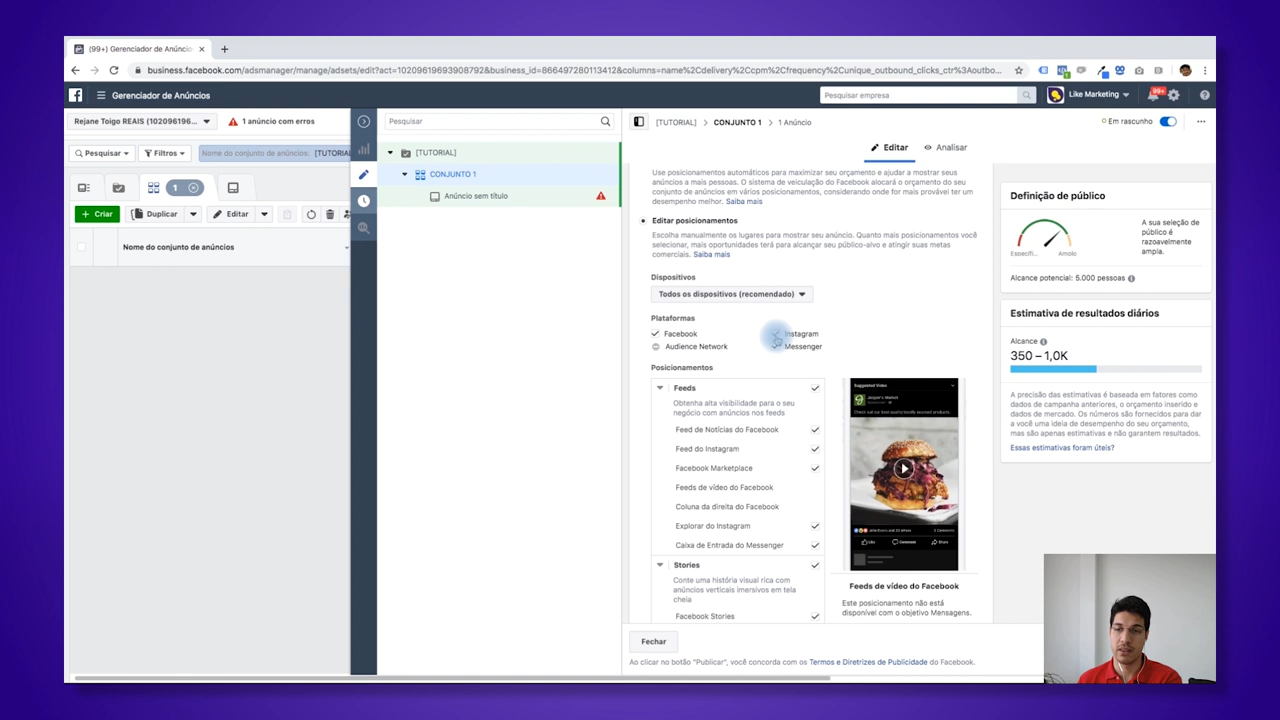 (99+) Gerenciador de Anúncio
business.facebook.com/adsmanager/manage/adsets/edit?act=10209619693908792&business_id=866497280113412&columns=name%2Cdelivery%2Ccpm%2Cfrequency%2Cunique_outbound_clicks_ctr%3Aoutbo...
Gerenciador de Anúncios
Pesquisar empresa
Like Marketing
99+
Rejane Toigo REAIS (1020961969...
1 anúncio com erros
Pesquisar
[TUTORIAL] > CONJUNTO 1 > 1 Anúncio
Em rascunho
Pesquisar
Filtros
Nome do conjunto de anúncios: [TUTORIAL
[TUTORIAL]
CONJUNTO 1
Anúncio sem título
Editar
Analisar
1
Criar
Duplicar
Editar
Nome do conjunto de anúncios
Use posicionamentos automáticos para maximizar seu orçamento e ajudar a mostrar seus
anúncios a mais pessoas. O sistema de veiculação do Facebook alocará o orçamento do seu
conjunto de anúncios em vários posicionamentos, considerando onde for mais provável ter um
desempenho melhor. Saiba mais
Editar posicionamentos
Escolha manualmente os lugares para mostrar seu anúncio. Quanto mais posicionamentos você
selecionar, mais oportunidades terá para alcançar seu público-alvo e atingir suas metas
comerciais. Saiba mais
Dispositivos
Todos os dispositivos (recomendado)
Plataformas
Facebook
Instagram
Audience Network
Messenger
Posicionamentos
Feeds
Obtenha alta visibilidade para o seu
negócio com anúncios nos feeds
Feed de Notícias do Facebook
Feed do Instagram
Facebook Marketplace
Feeds de vídeo do Facebook
Coluna da direita do Facebook
Explorar do Instagram
Caixa de Entrada do Messenger
Stories
Conte uma história visual rica com
anúncios verticais imersivos em tela
cheia
Facebook Stories
Suggested Video
Jasper's Market
Check out our best quality locally sourced products.
Like
Comment
Share
Feeds de vídeo do Facebook
Este posicionamento não está
disponível com o objetivo Mensagens.
Fechar
Ao clicar no botão "Publicar", você concorda com os Termos e Diretrizes de Publicidade do Facebook.
Definição de público
Específi...
Amplo
A sua seleção de
público é
razoavelmente
ampla.
Alcance potencial: 5.000 pessoas
Estimativa de resultados diários
Alcance
350 – 1,0K
A precisão das estimativas é baseada em fatores como
dados de campanha anteriores, o orçamento inserido e
dados de mercado. Os números são fornecidos para dar
a você uma ideia de desempenho do seu orçamento,
mas são apenas estimativas e não garantem resultados.
Essas estimativas foram úteis?